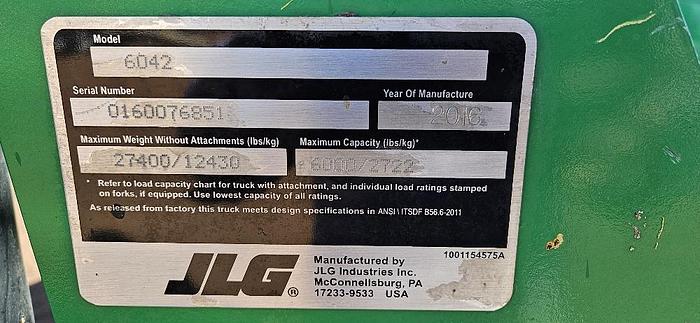 Model
6042
Serial Number
Year Of Manufacture
0160076851
2016
Maximum Weight Without Attachments (lbs/kg)
Maximum Capacity (lbs/kg)*
27400/12430
6000/2722
* Refer to load capacity chart for truck with attachment, and individual load ratings stamped
on forks, if equipped. Use lowest capacity of all ratings.
As released from factory this truck meets design specifications in ANSI \ ITSDF B56.6-2011
1001154575A
JLG®
Manufactured by
JLG Industries Inc.
McConnellsburg, PA
17233-9533 USA